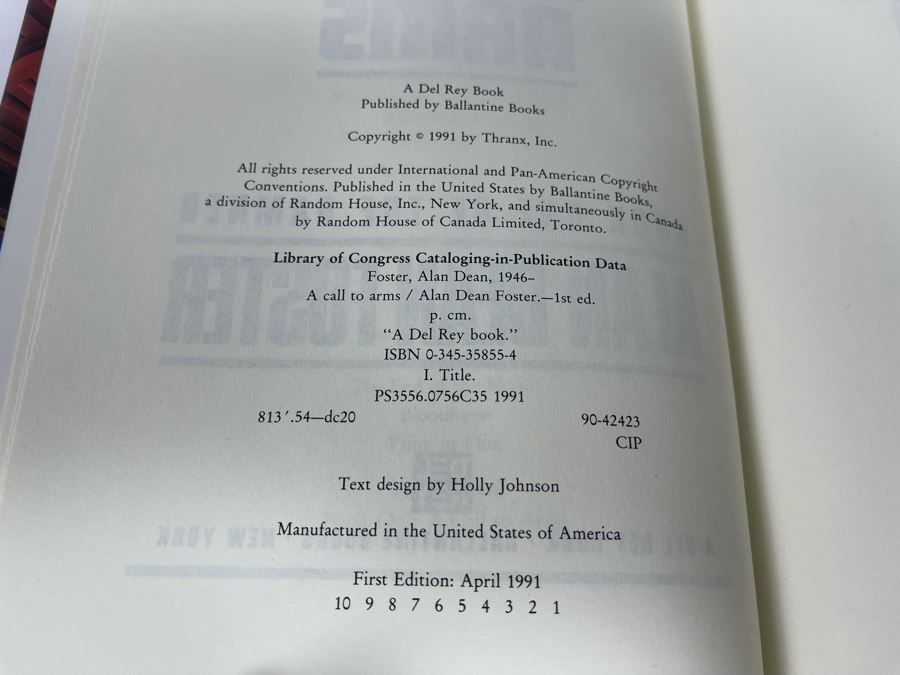 A Del Rey Book
Published by Ballantine Books
Copyright © 1991 by Thranx, Inc.
All rights reserved under International and Pan-American Copyright
Conventions. Published in the United States by Ballantine Books,
a division of Random House, Inc., New York, and simultaneously in Canada
by Random House of Canada Limited, Toronto.
Library of Congress Cataloging-in-Publication Data
Foster, Alan Dean, 1946–
A call to arms / Alan Dean Foster.—1st ed.
p. cm.
“A Del Rey book.”
ISBN 0-345-35855-4
I. Title.
PS3556.0756C35 1991
813′.54—dc20 90-42423
CIP
Text design by Holly Johnson
Manufactured in the United States of America
First Edition: April 1991
10 9 8 7 6 5 4 3 2 1